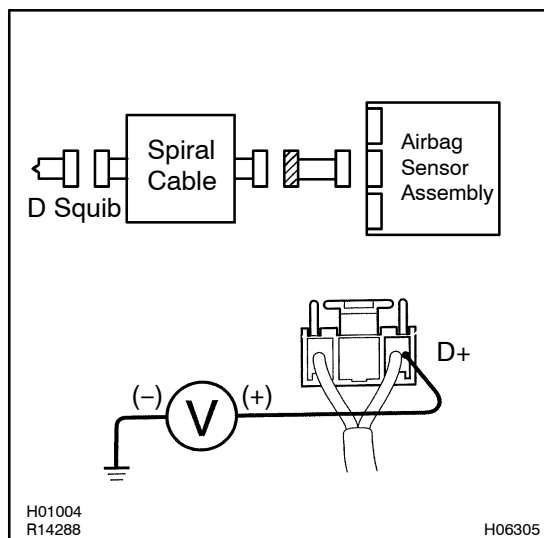 Spiral
Cable
Airbag
Sensor
Assembly
D Squib
D+
(−)
V
(+)
H01004
R14288
H06305